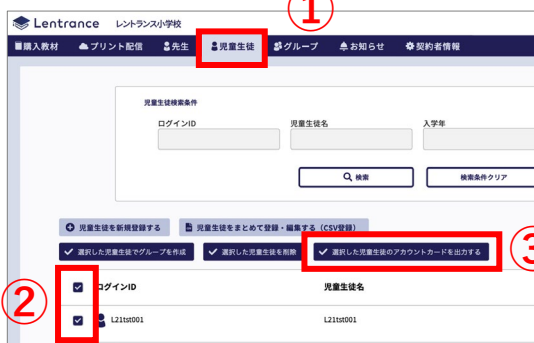 ①
Lentrance レントランス小学校
購入教材 プリント配信 先生 児童生徒 グループ お知らせ 契約者情報
児童生徒検索条件
ログインID 児童生徒名 入学年
検索 検索条件クリア
児童生徒を新規登録する 児童生徒をまとめて登録・編集する（CSV登録）
選択した児童生徒でグループを作成 選択した児童生徒を削除 選択した児童生徒のアカウントカードを出力する
③
② ログインID 児童生徒名
L21tst001 L21tst001